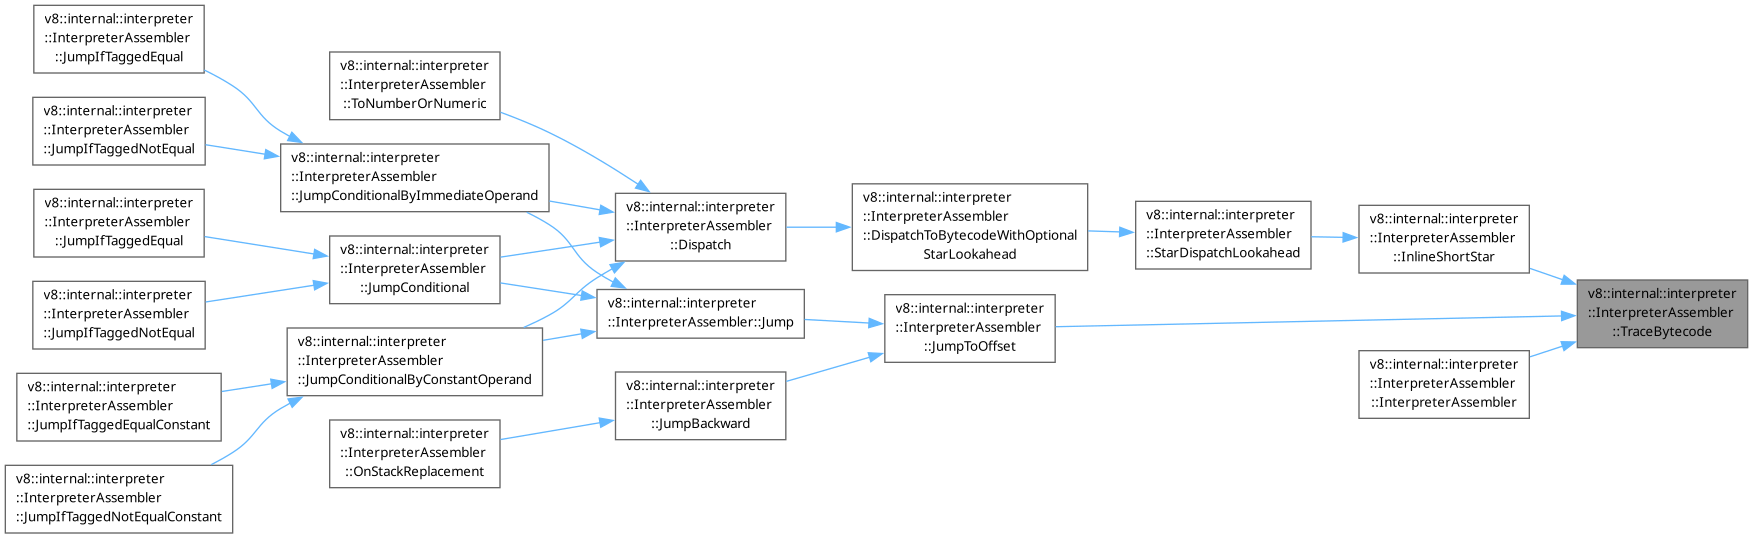 v8::internal::interpreter
::InterpreterAssembler
::JumpIfTaggedEqual
v8::internal::interpreter
::InterpreterAssembler
::JumpIfTaggedNotEqual
v8::internal::interpreter
::InterpreterAssembler
::JumpIfTaggedEqual
v8::internal::interpreter
::InterpreterAssembler
::JumpIfTaggedNotEqual
v8::internal::interpreter
::InterpreterAssembler
::JumpIfTaggedEqualConstant
v8::internal::interpreter
::InterpreterAssembler
::JumpIfTaggedNotEqualConstant
v8::internal::interpreter
::InterpreterAssembler
::ToNumberOrNumeric
v8::internal::interpreter
::InterpreterAssembler
::JumpConditionalByImmediateOperand
v8::internal::interpreter
::InterpreterAssembler
::JumpConditional
v8::internal::interpreter
::InterpreterAssembler
::JumpConditionalByConstantOperand
v8::internal::interpreter
::InterpreterAssembler
::OnStackReplacement
v8::internal::interpreter
::InterpreterAssembler
::Dispatch
v8::internal::interpreter
::InterpreterAssembler::Jump
v8::internal::interpreter
::InterpreterAssembler
::JumpBackward
v8::internal::interpreter
::InterpreterAssembler
::DispatchToBytecodeWithOptional
StarLookahead
v8::internal::interpreter
::InterpreterAssembler
::JumpToOffset
v8::internal::interpreter
::InterpreterAssembler
::StarDispatchLookahead
v8::internal::interpreter
::InterpreterAssembler
::InlineShortStar
v8::internal::interpreter
::InterpreterAssembler
::InterpreterAssembler
v8::internal::interpreter
::InterpreterAssembler
::TraceBytecode